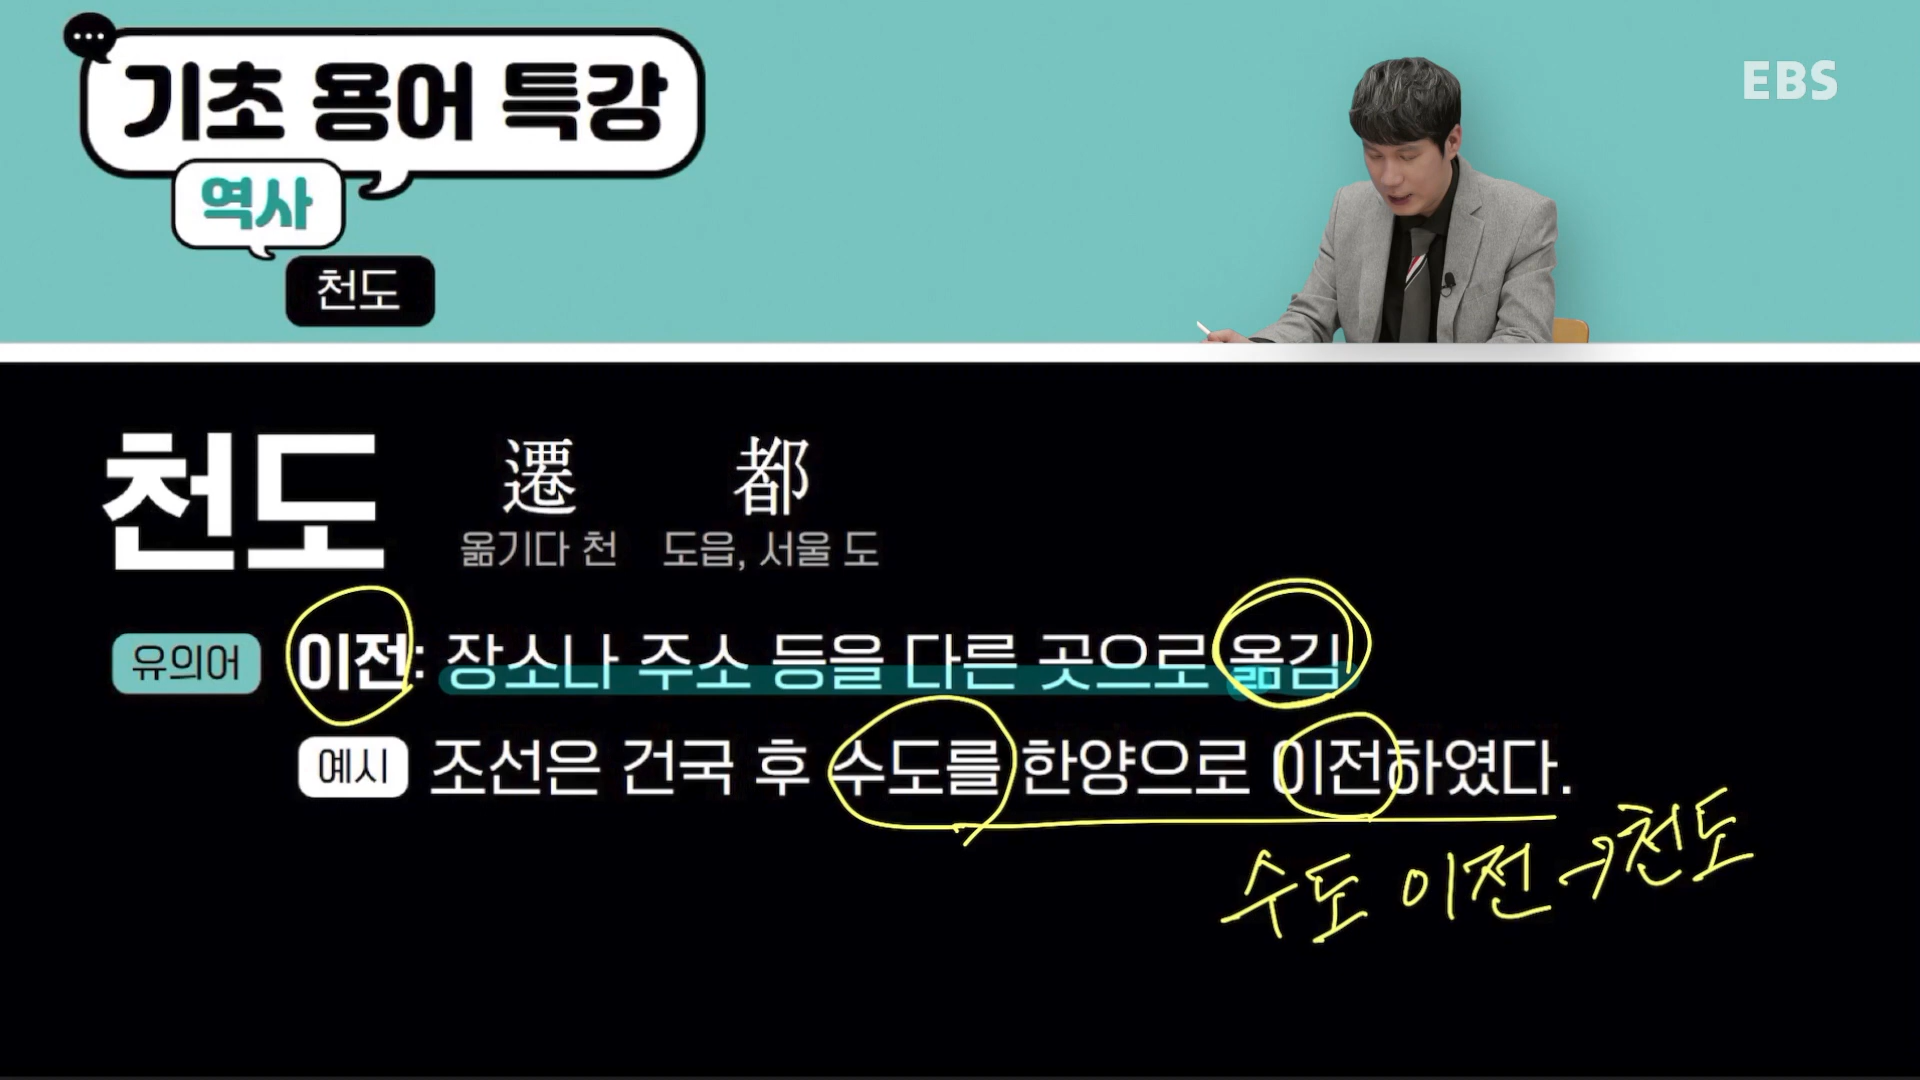 기초 용어 특강
EBS
역사
천도
천도 遷 都
옮기다 천 도읍, 서울 도
유의어 이전: 장소나 주소 등을 다른 곳으로 옮김
예시 조선은 건국 후 수도를 한양으로 이전하였다.
수도 이전 → 천도